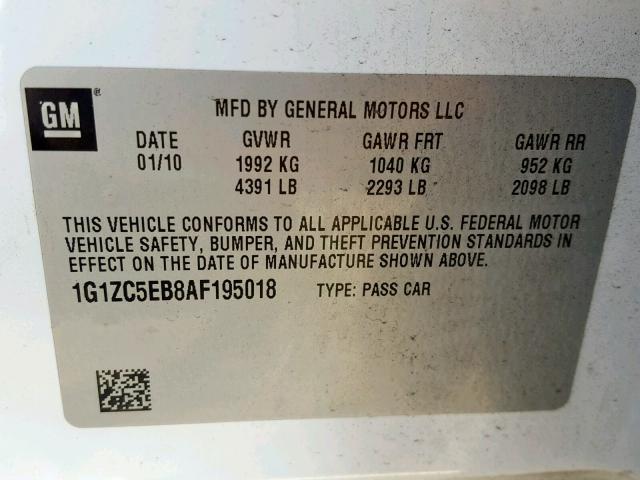 GM
MFD BY GENERAL MOTORS LLC
DATE GVWR GAWR FRT GAWR RR
01/10 1992 KG 1040 KG 952 KG
4391 LB 2293 LB 2098 LB
THIS VEHICLE CONFORMS TO ALL APPLICABLE U.S. FEDERAL MOTOR
VEHICLE SAFETY, BUMPER, AND THEFT PREVENTION STANDARDS IN
EFFECT ON THE DATE OF MANUFACTURE SHOWN ABOVE.
1G1ZC5EB8AF195018 TYPE: PASS CAR